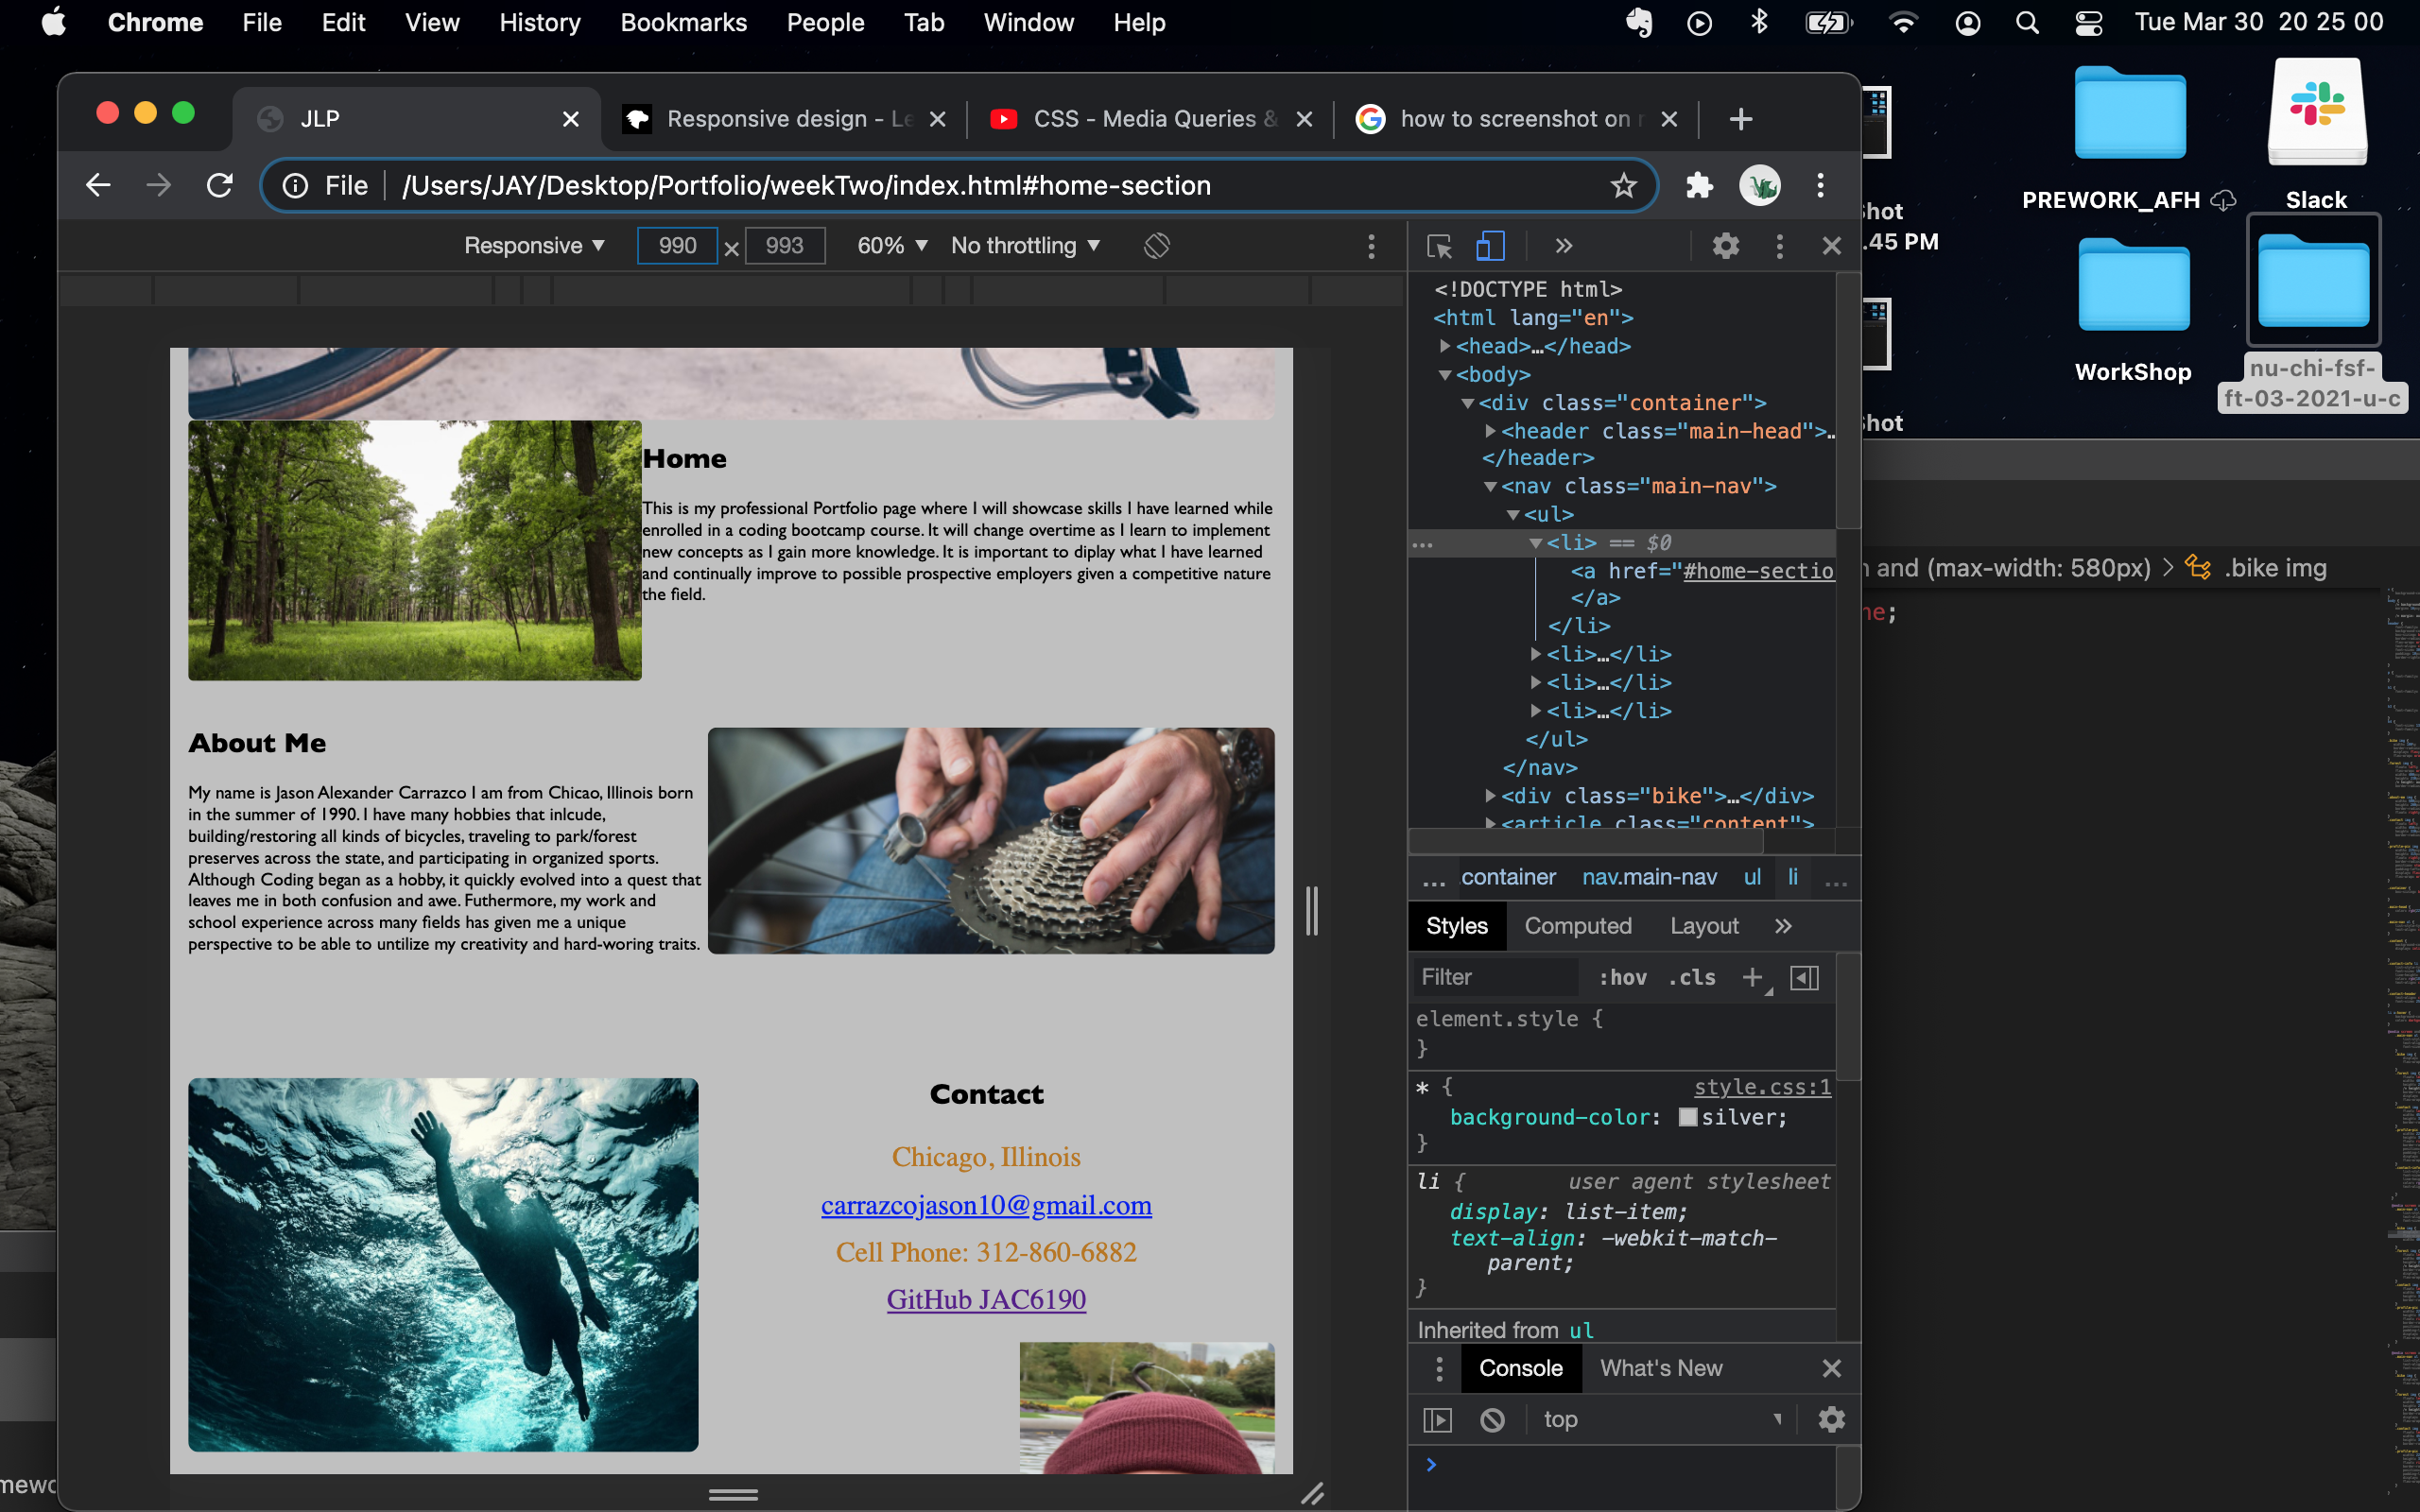 Chrome File Edit View History Bookmarks People Tab Window Help Tue Mar 30 20 25 00
JLP Responsive design - Le CSS - Media Queries & how to screenshot on
File /Users/JAY/Desktop/Portfolio/weekTwo/index.html#home-section
Responsive 990 × 993 60% No throttling
Home
This is my professional Portfolio page where I will showcase skills I have learned while
enrolled in a coding bootcamp course. It will change overtime as I learn to implement
new concepts as I gain more knowledge. It is important to diplay what I have learned
and continually improve to possible prospective employers given a competitive nature
the field.
About Me
My name is Jason Alexander Carrazco I am from Chicao, Illinois born
in the summer of 1990. I have many hobbies that inlcude,
building/restoring all kinds of bicycles, traveling to park/forest
preserves across the state, and participating in organized sports.
Although Coding began as a hobby, it quickly evolved into a quest that
leaves me in both confusion and awe. Futhermore, my work and
school experience across many fields has given me a unique
perspective to be able to untilize my creativity and hard-woring traits.
Contact
Chicago, Illinois
carrazcojason10@gmail.com
Cell Phone: 312-860-6882
GitHub JAC6190
<!DOCTYPE html>
<html lang="en">
<head>…</head>
<body>
<div class="container">
<header class="main-head">…
</header>
<nav class="main-nav">
<ul>
<li> == $0
<a href="#home-sectio
</a>
</li>
<li>…</li>
<li>…</li>
<li>…</li>
</ul>
</nav>
<div class="bike">…</div>
<article class="content">
… .container nav.main-nav ul li …
Styles Computed Layout
Filter :hov .cls
element.style {
}
* { style.css:1
background-color: silver;
}
li { user agent stylesheet
display: list-item;
text-align: -webkit-match-
parent;
}
Inherited from ul
Console What's New
top
PREWORK_AFH
Slack
WorkShop
nu-chi-fsf-
ft-03-2021-u-c
.45 PM
and (max-width: 580px) > .bike img